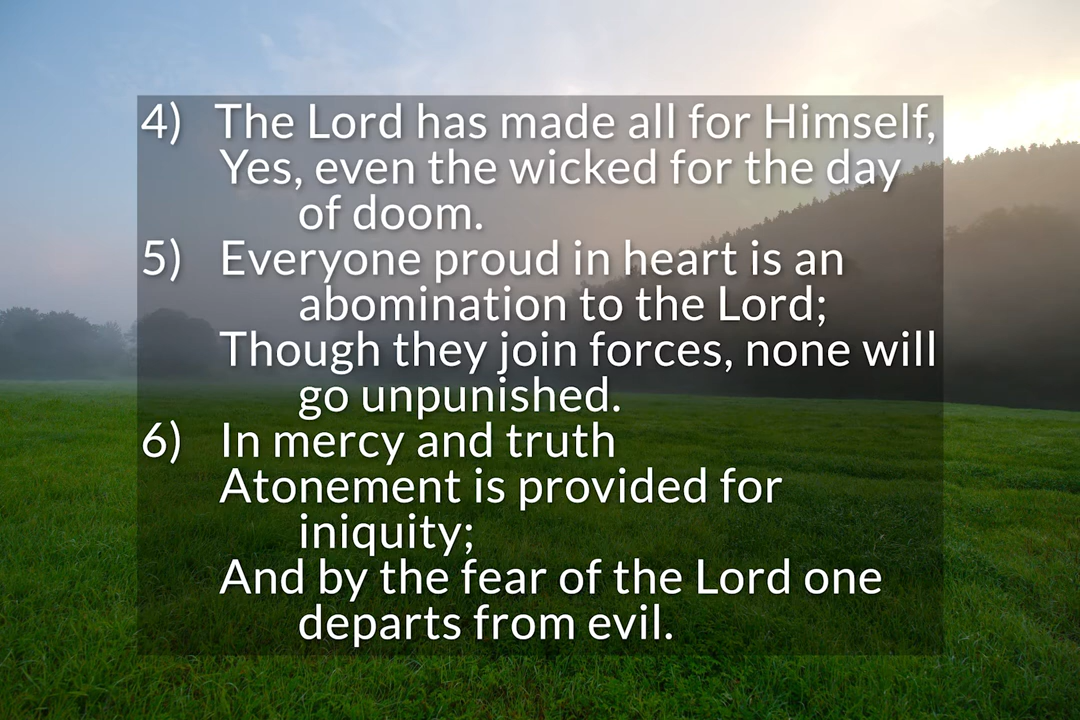 4) The Lord has made all for Himself,
Yes, even the wicked for the day
of doom.
5) Everyone proud in heart is an
abomination to the Lord;
Though they join forces, none will
go unpunished.
6) In mercy and truth
Atonement is provided for
iniquity;
And by the fear of the Lord one
departs from evil.